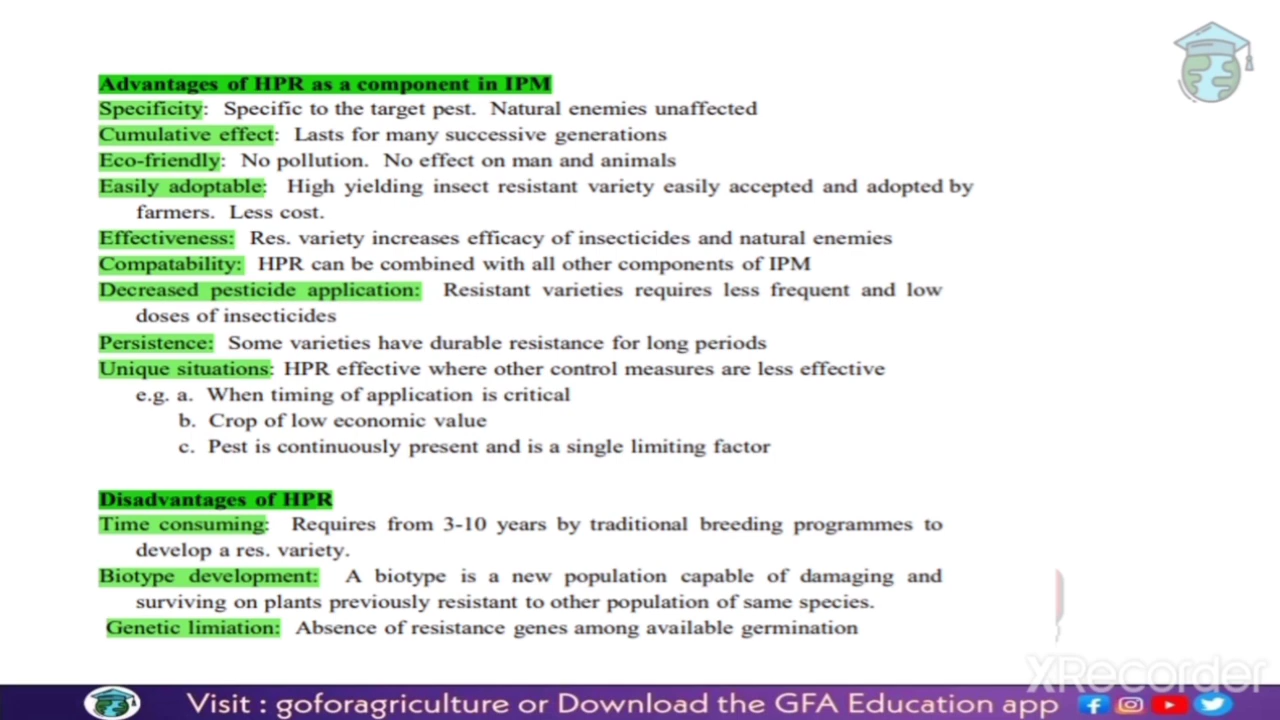 Advantages of HPR as a component in IPM
Specificity: Specific to the target pest. Natural enemies unaffected
Cumulative effect: Lasts for many successive generations
Eco-friendly: No pollution. No effect on man and animals
Easily adoptable: High yielding insect resistant variety easily accepted and adopted by
farmers. Less cost.
Effectiveness: Res. variety increases efficacy of insecticides and natural enemies
Compatability: HPR can be combined with all other components of IPM
Decreased pesticide application: Resistant varieties requires less frequent and low
doses of insecticides
Persistence: Some varieties have durable resistance for long periods
Unique situations: HPR effective where other control measures are less effective
e.g. a. When timing of application is critical
b. Crop of low economic value
c. Pest is continuously present and is a single limiting factor
Disadvantages of HPR
Time consuming: Requires from 3-10 years by traditional breeding programmes to
develop a res. variety.
Biotype development: A biotype is a new population capable of damaging and
surviving on plants previously resistant to other population of same species.
Genetic limiation: Absence of resistance genes among available germination
XRecorder
Visit : goforagriculture or Download the GFA Education app